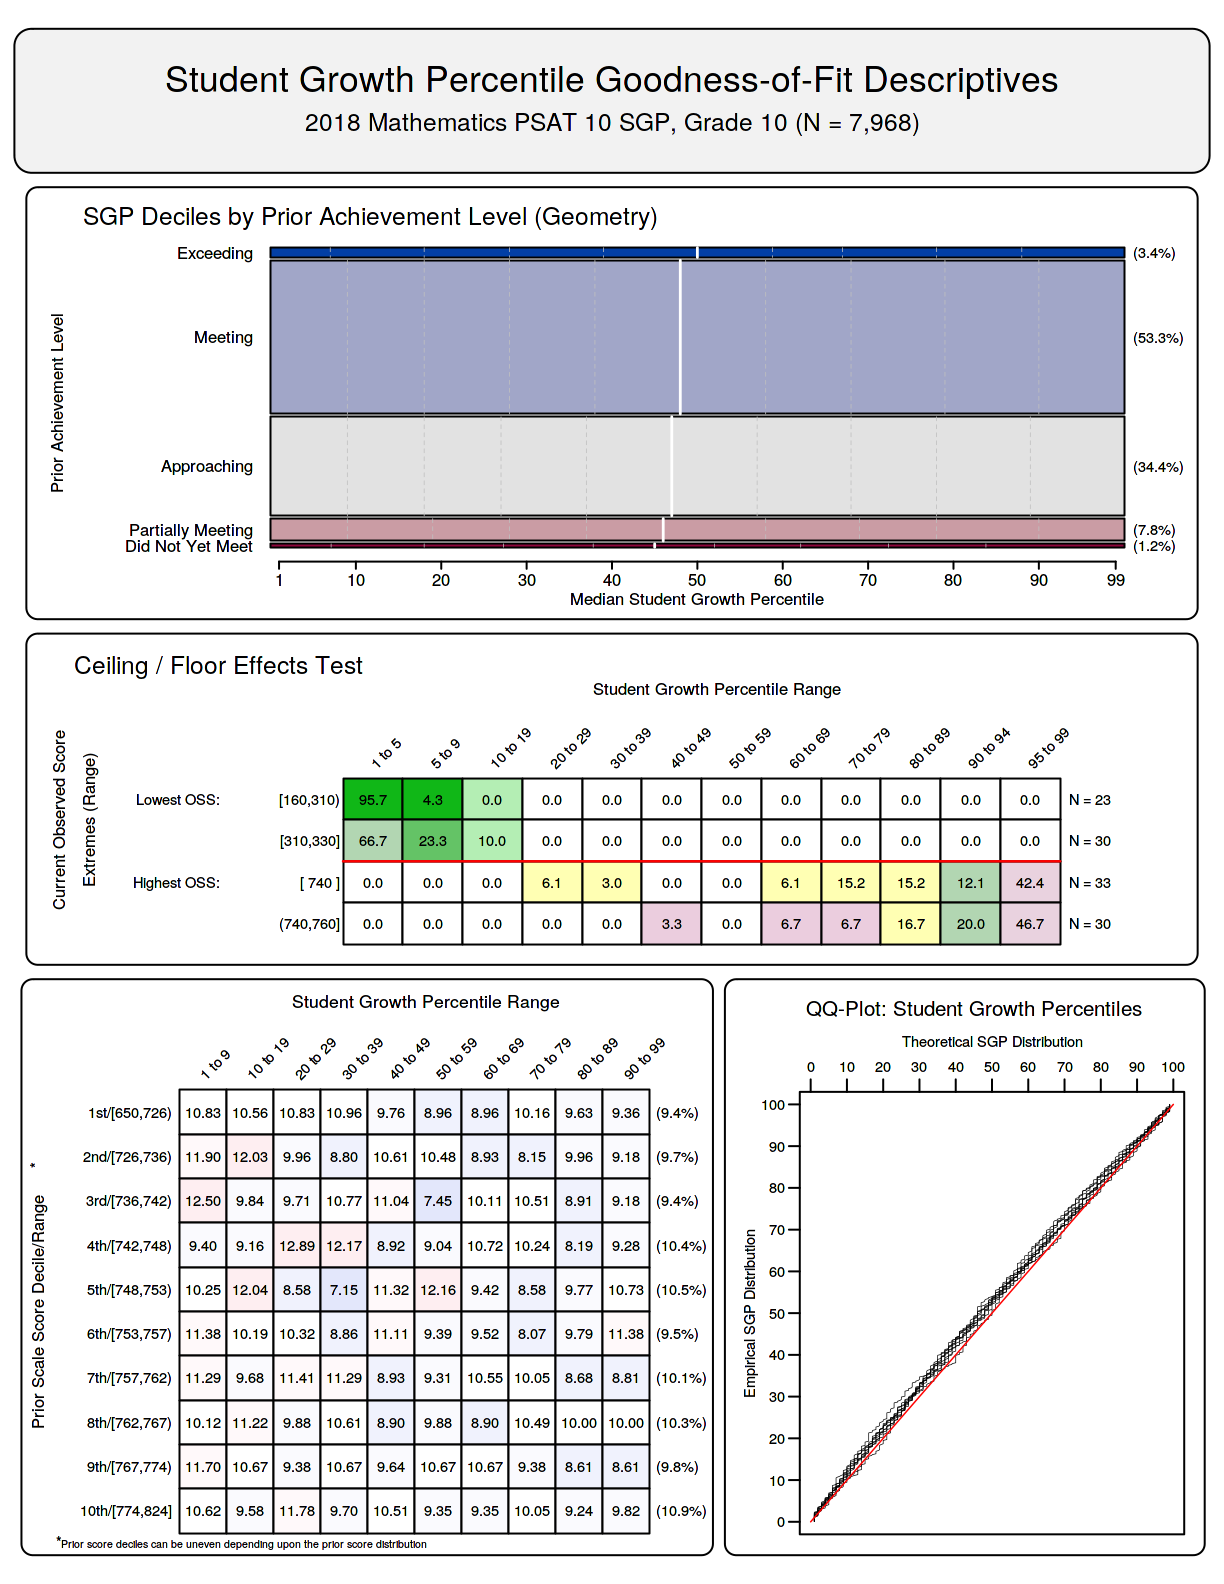 Student Growth Percentile Goodness-of-Fit Descriptives
2018 Mathematics PSAT 10 SGP, Grade 10 (N = 7,968)
SGP Deciles by Prior Achievement Level (Geometry)
Prior Achievement Level
Exceeding (3.4%)
Meeting (53.3%)
Approaching (34.4%)
Partially Meeting (7.8%)
Did Not Yet Meet (1.2%)
1 10 20 30 40 50 60 70 80 90 99
Median Student Growth Percentile
Ceiling / Floor Effects Test
Student Growth Percentile Range
Current Observed Score
Extremes (Range)
1 to 5 5 to 9 10 to 19 20 to 29 30 to 39 40 to 49 50 to 59 60 to 69 70 to 79 80 to 89 90 to 94 95 to 99
Lowest OSS: [160,310) 95.7 4.3 0.0 0.0 0.0 0.0 0.0 0.0 0.0 0.0 0.0 0.0 N = 23
[310,330] 66.7 23.3 10.0 0.0 0.0 0.0 0.0 0.0 0.0 0.0 0.0 0.0 N = 30
Highest OSS: [ 740 ] 0.0 0.0 0.0 6.1 3.0 0.0 0.0 6.1 15.2 15.2 12.1 42.4 N = 33
(740,760] 0.0 0.0 0.0 0.0 0.0 3.3 0.0 6.7 6.7 16.7 20.0 46.7 N = 30
Student Growth Percentile Range
Prior Scale Score Decile/Range *
1 to 9 10 to 19 20 to 29 30 to 39 40 to 49 50 to 59 60 to 69 70 to 79 80 to 89 90 to 99
1st/[650,726) 10.83 10.56 10.83 10.96 9.76 8.96 8.96 10.16 9.63 9.36 (9.4%)
2nd/[726,736) 11.90 12.03 9.96 8.80 10.61 10.48 8.93 8.15 9.96 9.18 (9.7%)
3rd/[736,742) 12.50 9.84 9.71 10.77 11.04 7.45 10.11 10.51 8.91 9.18 (9.4%)
4th/[742,748) 9.40 9.16 12.89 12.17 8.92 9.04 10.72 10.24 8.19 9.28 (10.4%)
5th/[748,753) 10.25 12.04 8.58 7.15 11.32 12.16 9.42 8.58 9.77 10.73 (10.5%)
6th/[753,757) 11.38 10.19 10.32 8.86 11.11 9.39 9.52 8.07 9.79 11.38 (9.5%)
7th/[757,762) 11.29 9.68 11.41 11.29 8.93 9.31 10.55 10.05 8.68 8.81 (10.1%)
8th/[762,767) 10.12 11.22 9.88 10.61 8.90 9.88 8.90 10.49 10.00 10.00 (10.3%)
9th/[767,774) 11.70 10.67 9.38 10.67 9.64 10.67 10.67 9.38 8.61 8.61 (9.8%)
10th/[774,824] 10.62 9.58 11.78 9.70 10.51 9.35 9.35 10.05 9.24 9.82 (10.9%)
*Prior score deciles can be uneven depending upon the prior score distribution
QQ-Plot: Student Growth Percentiles
Theoretical SGP Distribution
0 10 20 30 40 50 60 70 80 90 100
Empirical SGP Distribution
100
90
80
70
60
50
40
30
20
10
0